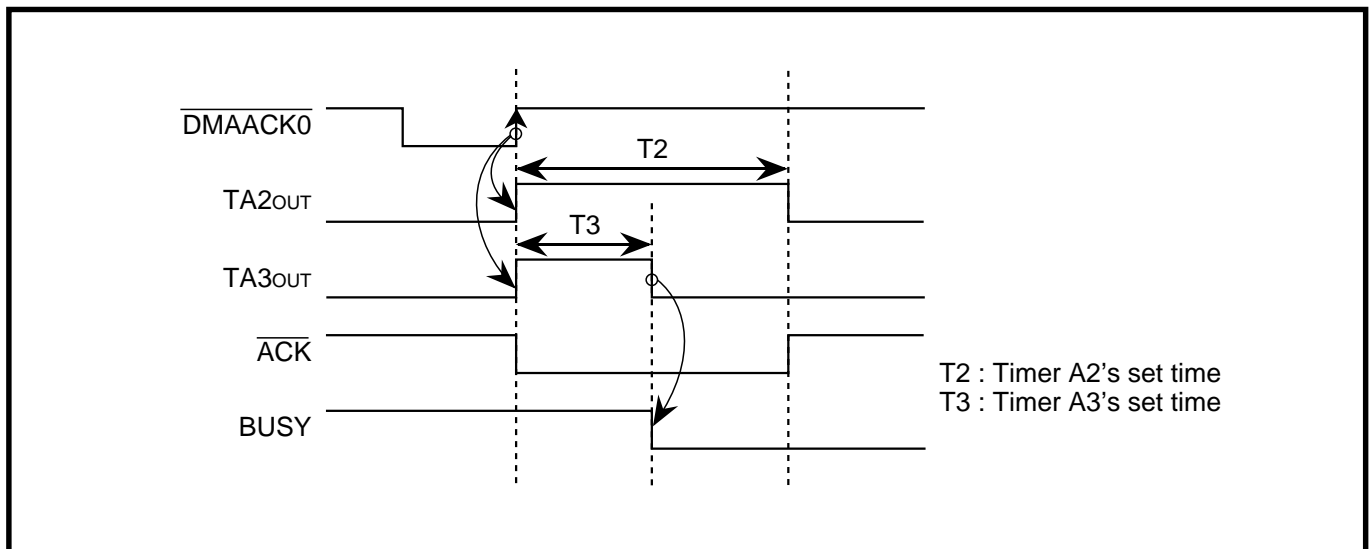 DMAACK0
T2
TA2OUT
T3
TA3OUT
ACK
BUSY
T2 : Timer A2’s set time
T3 : Timer A3’s set time